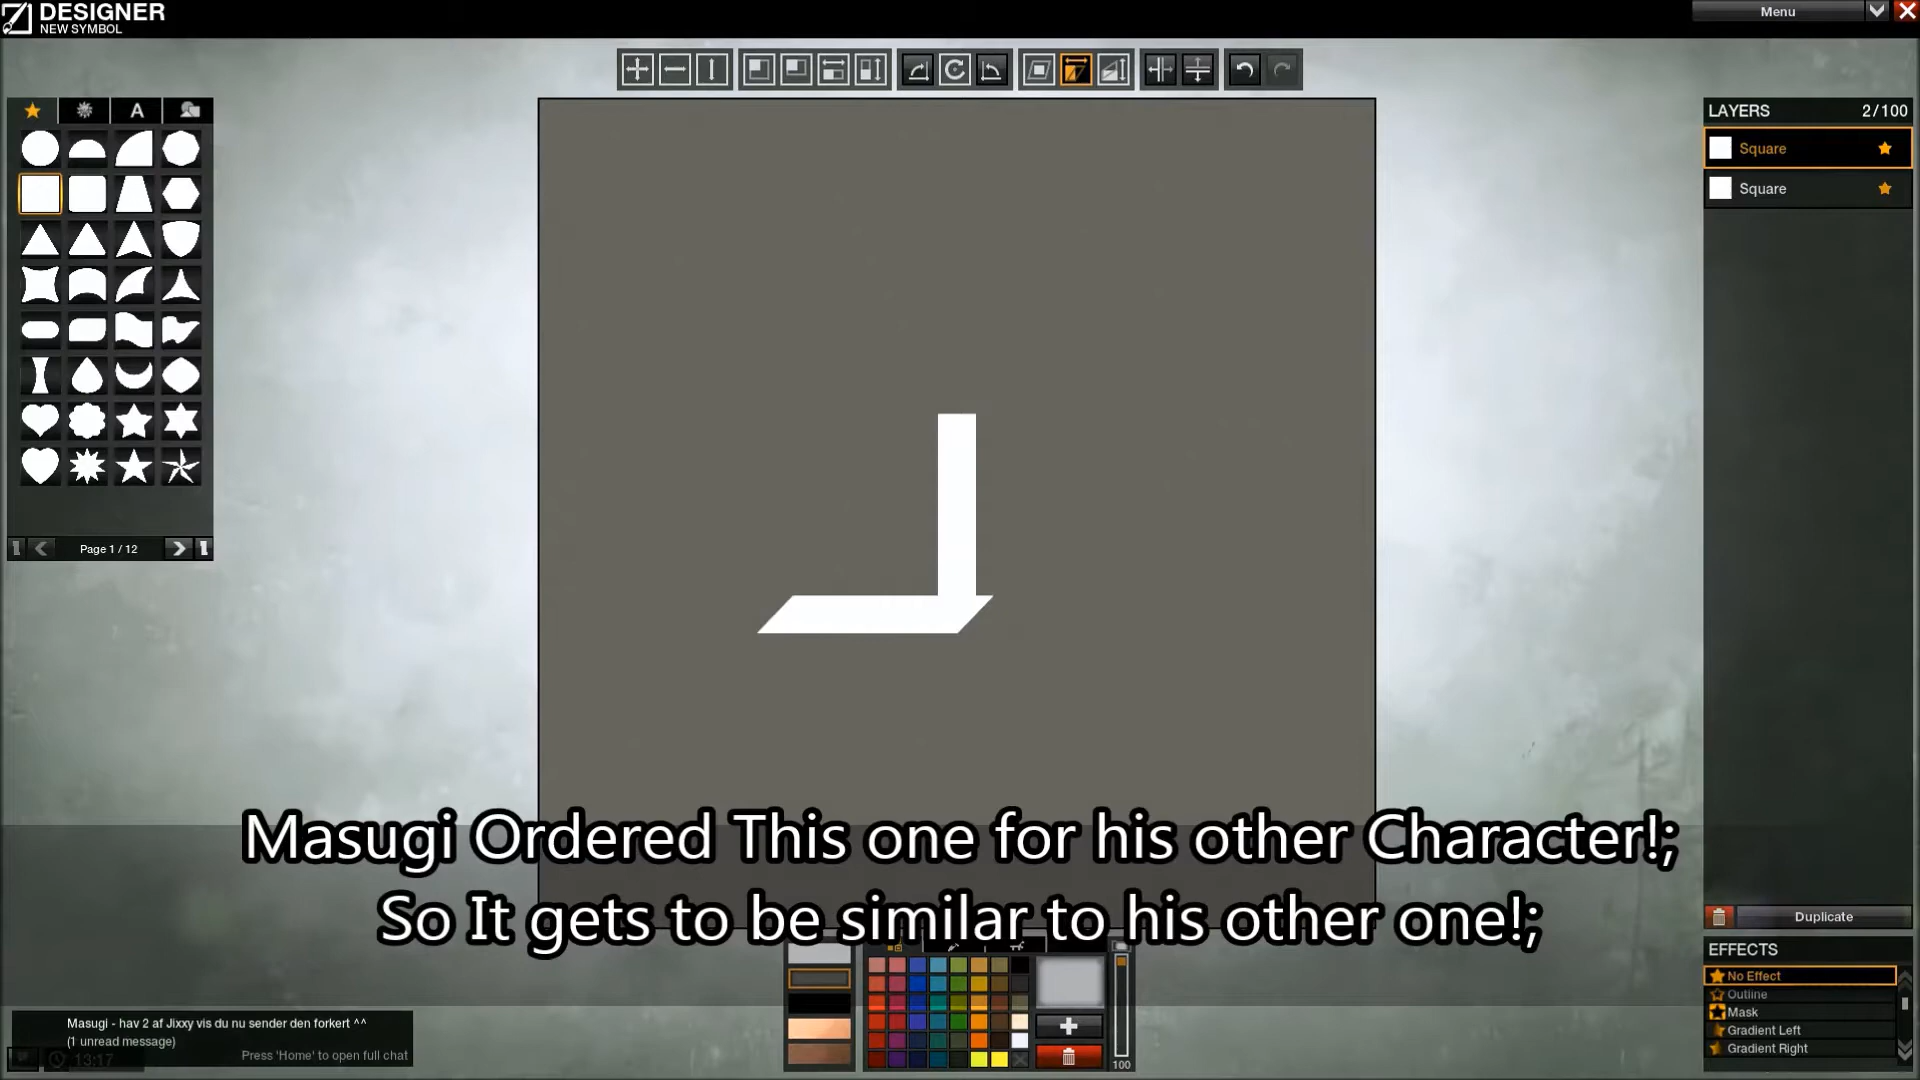 DESIGNER
NEW SYMBOL
Menu
A
LAYERS 2/100
Square
Square
Page 1 / 12
Masugi Ordered This one for his other Character!;
So It gets to be similar to his other one!;
Duplicate
EFFECTS
No Effect
Outline
Mask
Gradient Left
Gradient Right
Masugi - hav 2 af Jixxy vis du nu sender den forkert ^^
(1 unread message)
Press 'Home' to open full chat
13:17
100